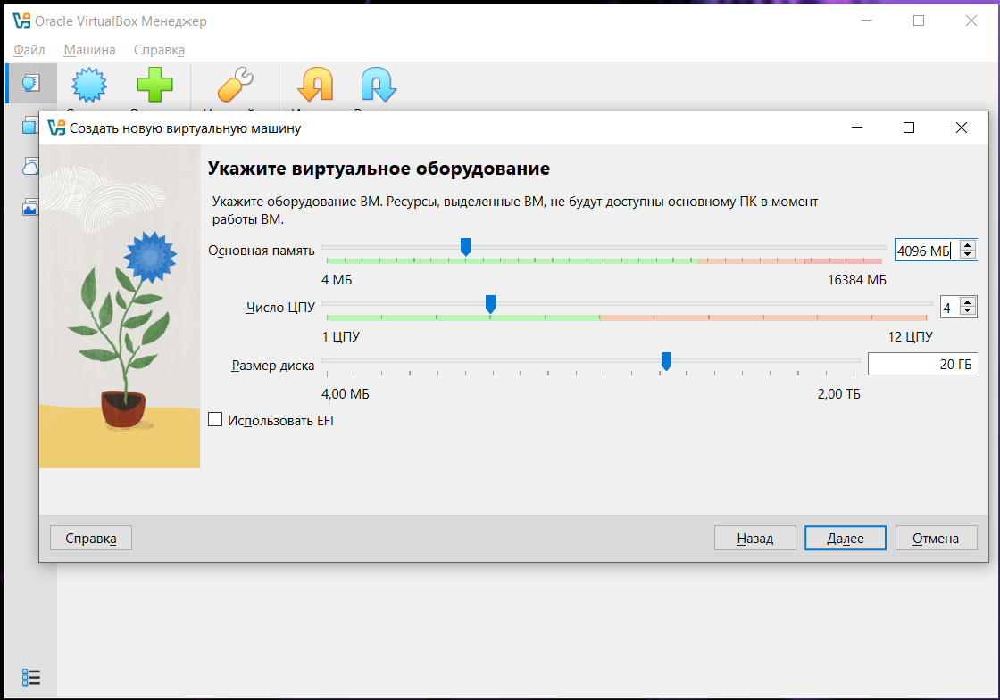 Oracle VirtualBox Менеджер
Файл Машина Справка
Создать новую виртуальную машину
Укажите виртуальное оборудование
Укажите оборудование ВМ. Ресурсы, выделенные ВМ, не будут доступны основному ПК в момент
работы ВМ.
Основная память 4096 МБ
4 МБ 16384 МБ
Число ЦПУ 4
1 ЦПУ 12 ЦПУ
Размер диска 20 ГБ
4,00 МБ 2,00 ТБ
Использовать EFI
Справка Назад Далее Отмена